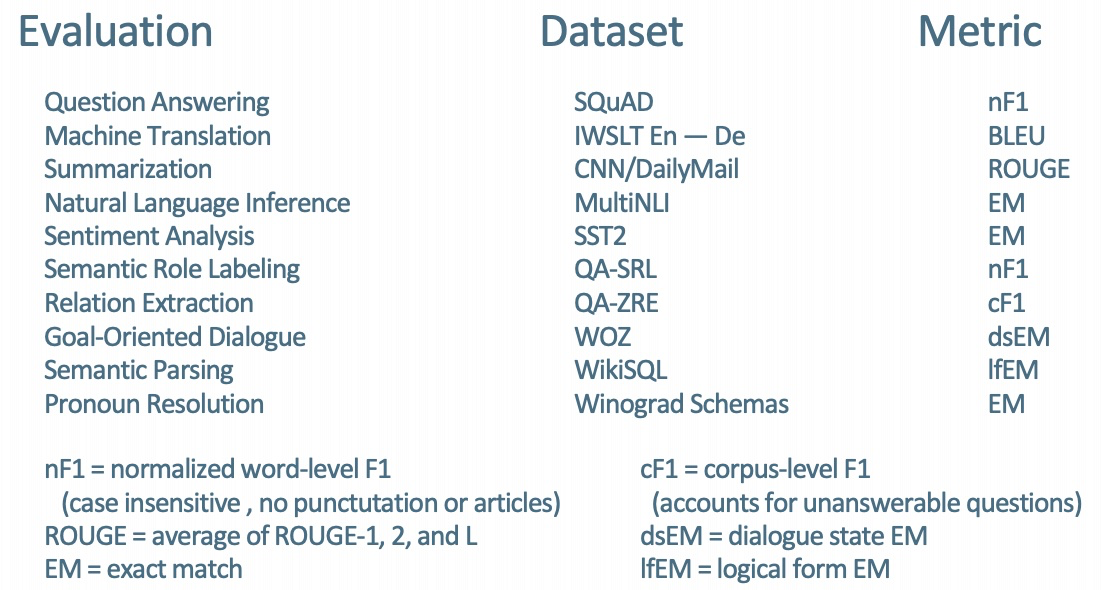 Evaluation Dataset Metric
Question Answering SQuAD nF1
Machine Translation IWSLT En — De BLEU
Summarization CNN/DailyMail ROUGE
Natural Language Inference MultiNLI EM
Sentiment Analysis SST2 EM
Semantic Role Labeling QA-SRL nF1
Relation Extraction QA-ZRE cF1
Goal-Oriented Dialogue WOZ dsEM
Semantic Parsing WikiSQL lfEM
Pronoun Resolution Winograd Schemas EM
nF1 = normalized word-level F1
(case insensitive , no punctutation or articles)
ROUGE = average of ROUGE-1, 2, and L
EM = exact match
cF1 = corpus-level F1
(accounts for unanswerable questions)
dsEM = dialogue state EM
lfEM = logical form EM